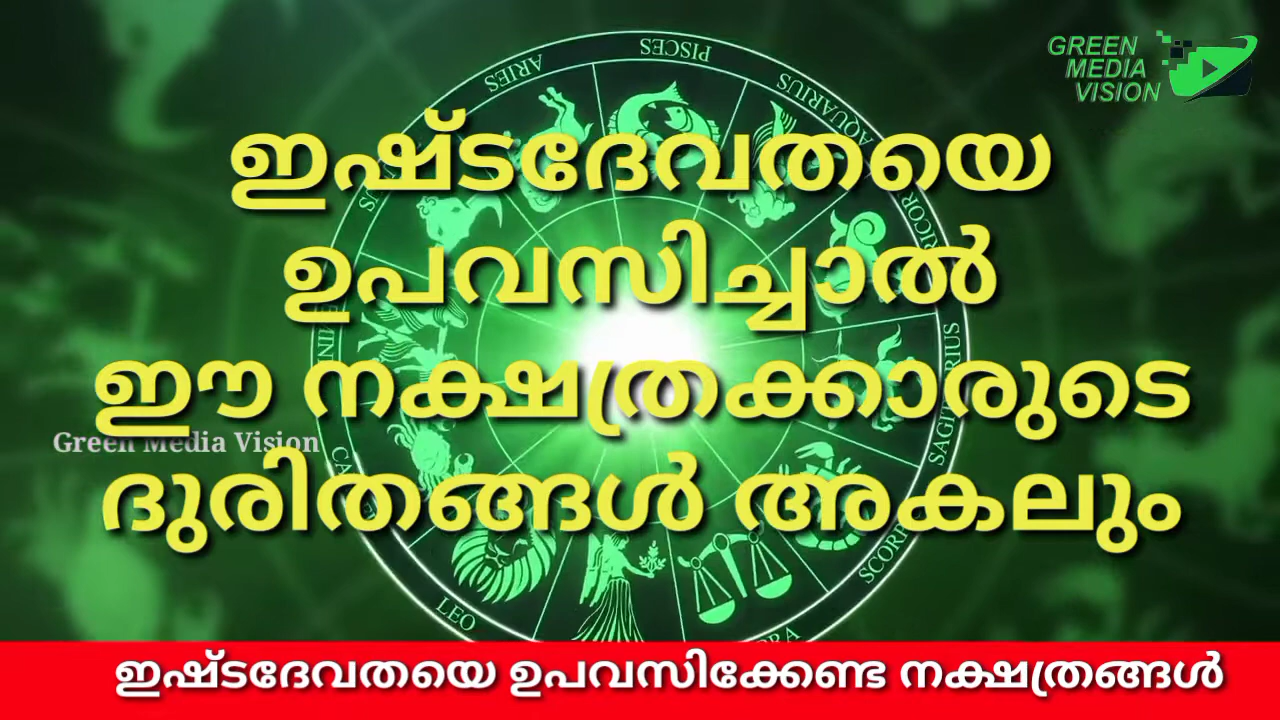 GREEN
MEDIA
VISION
PISCES
ARIES
AQUARIUS
ഇഷ്ടദേവതയെ
ഉപവസിച്ചാൽ
ഈ നക്ഷത്രക്കാരുടെ
Green Media Vision
ദുരിതങ്ങൾ അകലും
LEO
ഇഷ്ടദേവതയെ ഉപവസിക്കേണ്ട നക്ഷത്രങ്ങൾ